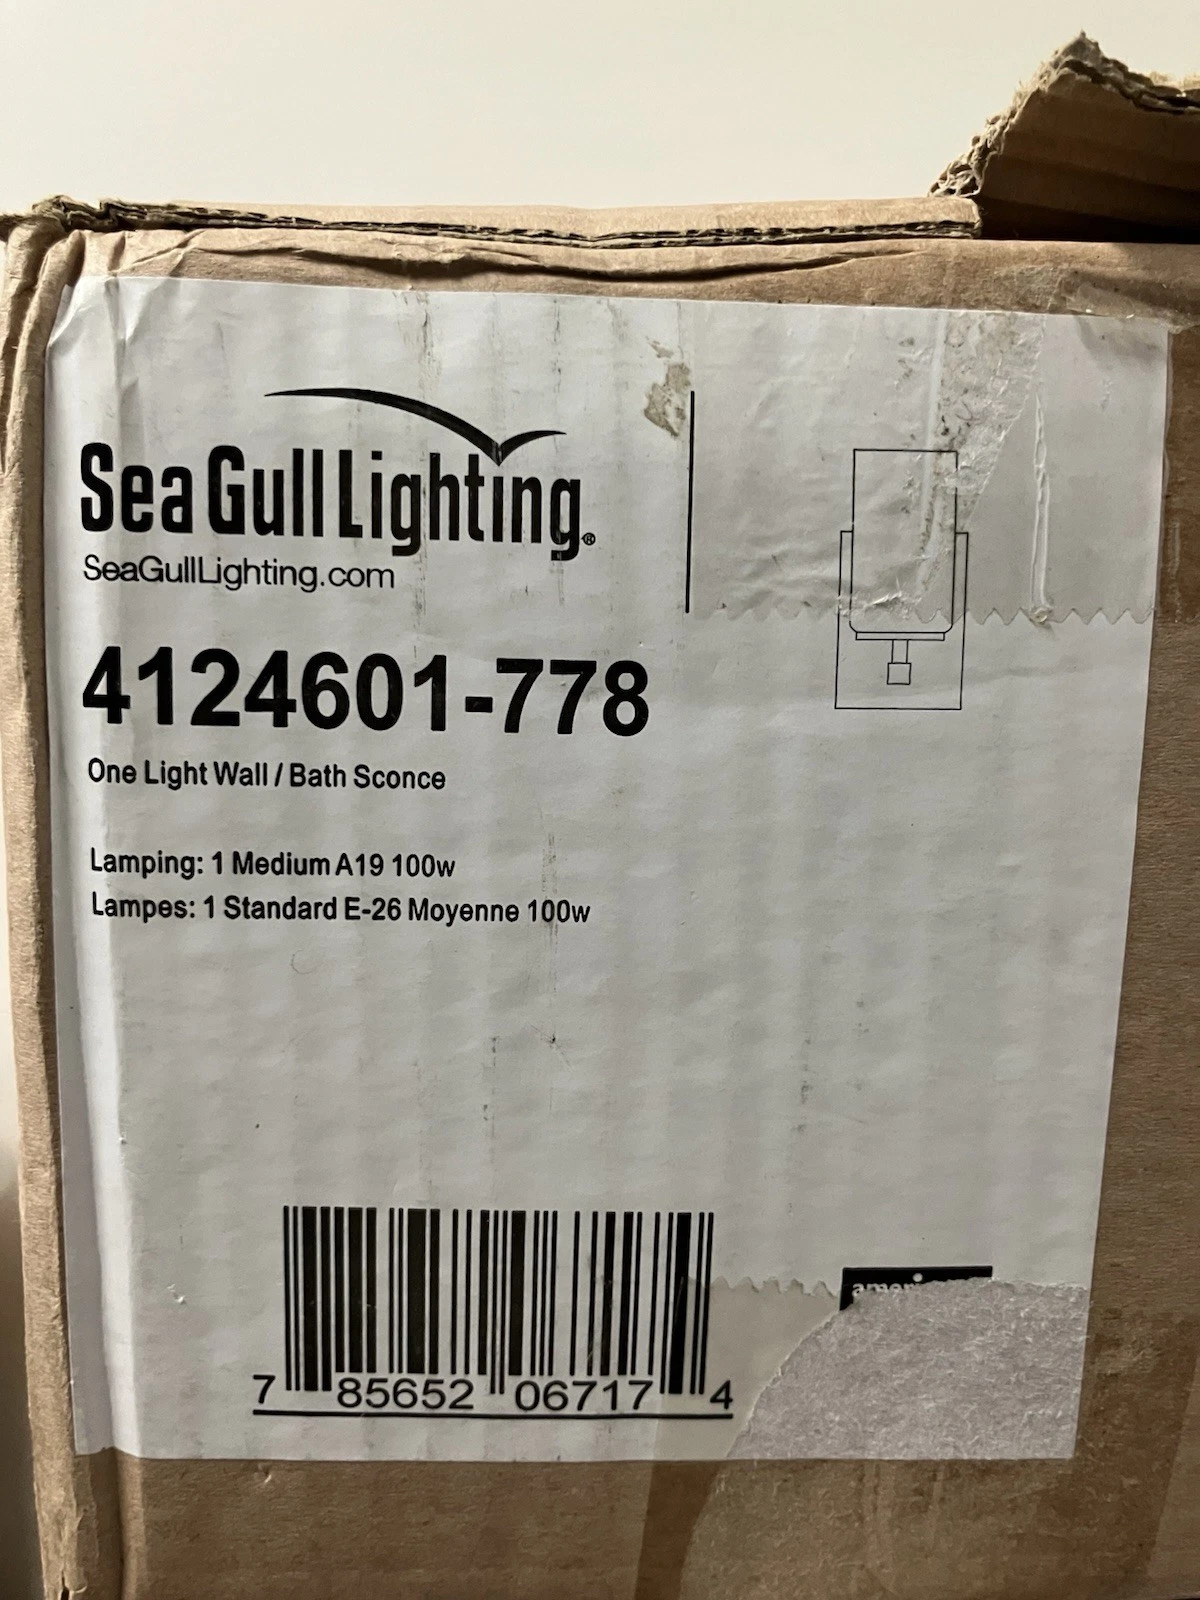 Sea Gull Lighting®
SeaGullLighting.com
4124601-778
One Light Wall / Bath Sconce
Lamping: 1 Medium A19 100w
Lampes: 1 Standard E-26 Moyenne 100w
7 85652 06717 4